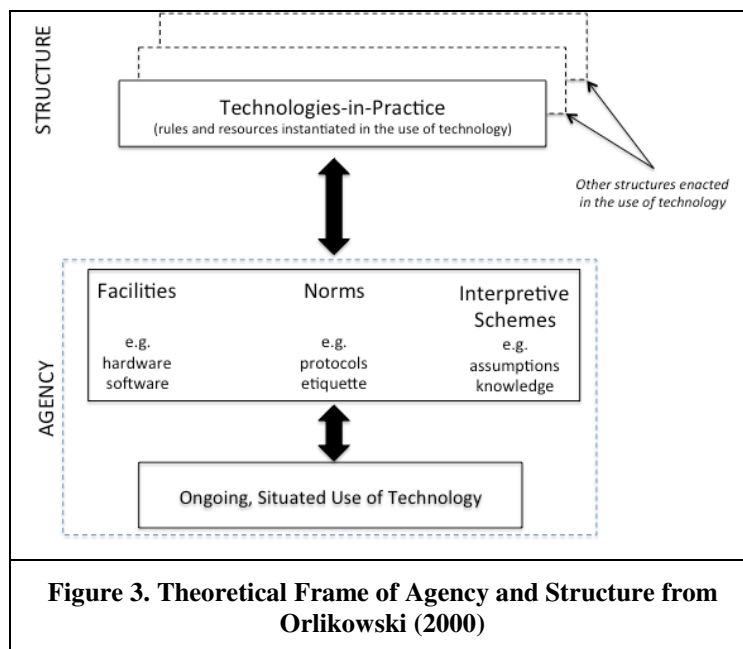 STRUCTURE
Technologies-in-Practice
(rules and resources instantiated in the use of technology)
Other structures enacted
in the use of technology
AGENCY
Facilities
e.g.
hardware
software
Norms
e.g.
protocols
etiquette
Interpretive
Schemes
e.g.
assumptions
knowledge
Ongoing, Situated Use of Technology
Figure 3. Theoretical Frame of Agency and Structure from
Orlikowski (2000)